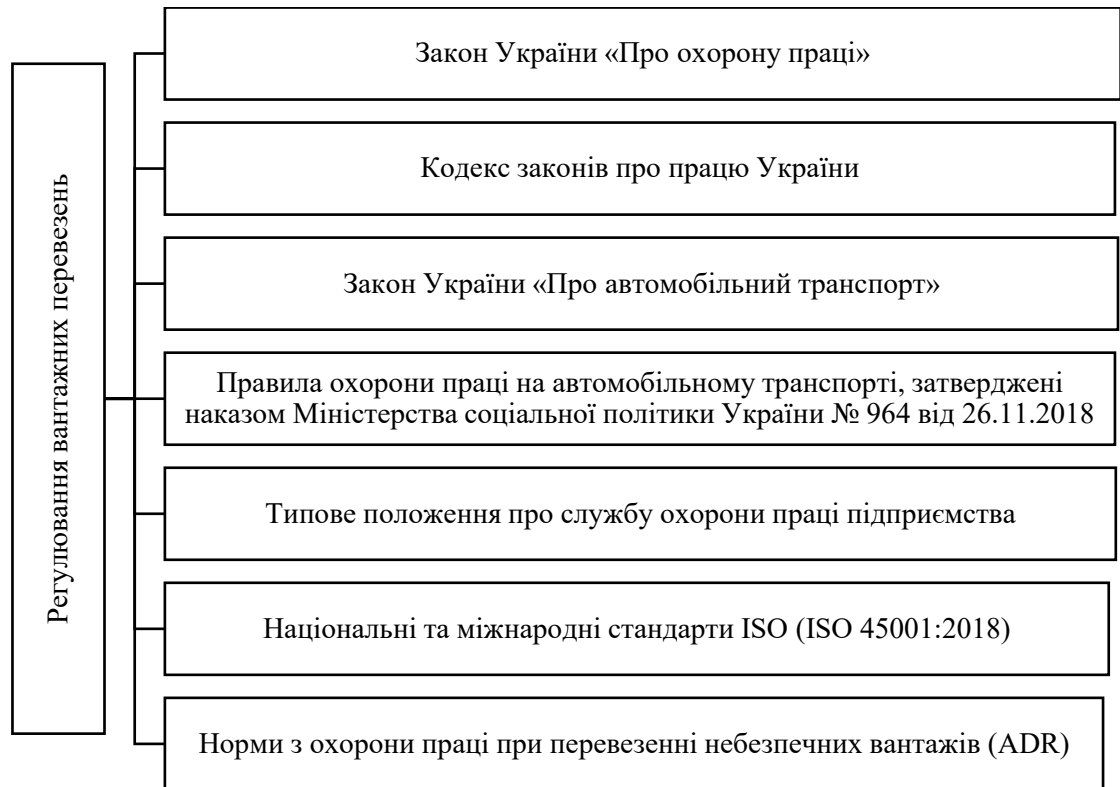 Регулювання вантажних перевезень
Закон України «Про охорону праці»
Кодекс законів про працю України
Закон України «Про автомобільний транспорт»
Правила охорони праці на автомобільному транспорті, затверджені
наказом Міністерства соціальної політики України № 964 від 26.11.2018
Типове положення про службу охорони праці підприємства
Національні та міжнародні стандарти ISO (ISO 45001:2018)
Норми з охорони праці при перевезенні небезпечних вантажів (ADR)